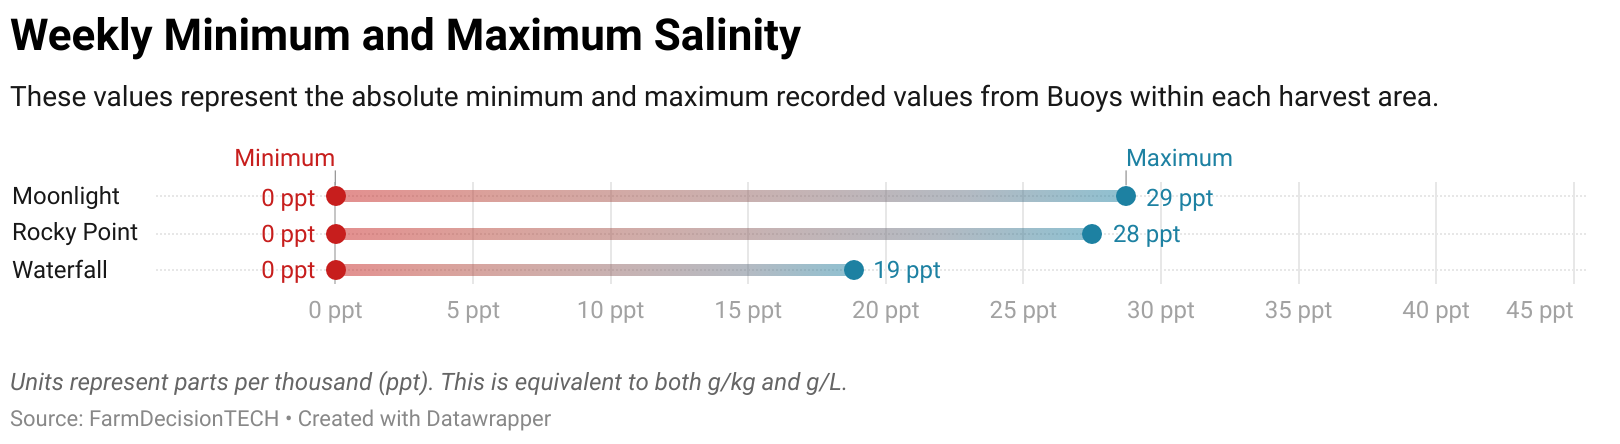 Weekly Minimum and Maximum Salinity
These values represent the absolute minimum and maximum recorded values from Buoys within each harvest area.
Minimum Maximum
Moonlight 0 ppt 29 ppt
Rocky Point 0 ppt 28 ppt
Waterfall 0 ppt 19 ppt
0 ppt 5 ppt 10 ppt 15 ppt 20 ppt 25 ppt 30 ppt 35 ppt 40 ppt 45 ppt
Units represent parts per thousand (ppt). This is equivalent to both g/kg and g/L.
Source: FarmDecisionTECH • Created with Datawrapper